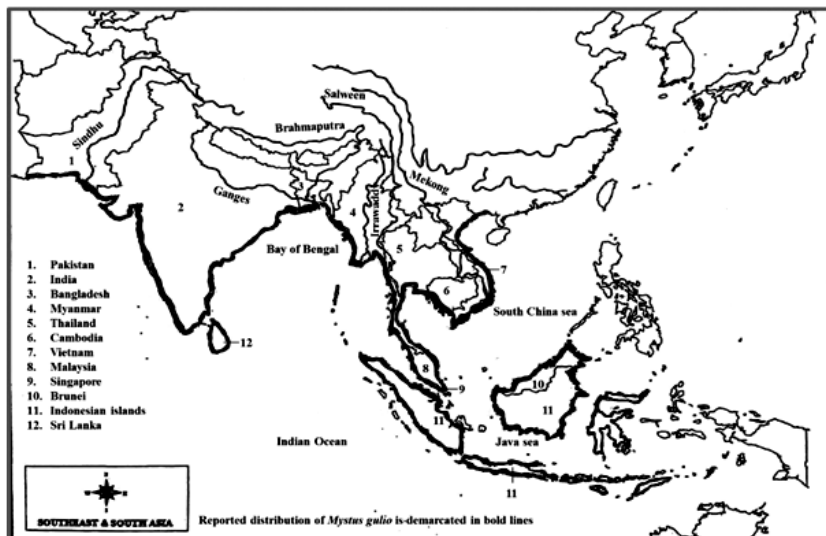 Salween
Brahmaputra
Sindhu
Mekong
1
Ganges
3
2
4
Irrawaddi
5
Bay of Bengal
7
6
South China sea
1. Pakistan
2. India
3. Bangladesh
4. Myanmar
5. Thailand
6. Cambodia
7. Vietnam
8. Malaysia
9. Singapore
10. Brunei
11. Indonesian islands
12. Sri Lanka
12
8
9
10
11
11
Indian Ocean
Java sea
11
SOUTHEAST & SOUTH ASIA
Reported distribution of Mystus gulio is-demarcated in bold lines